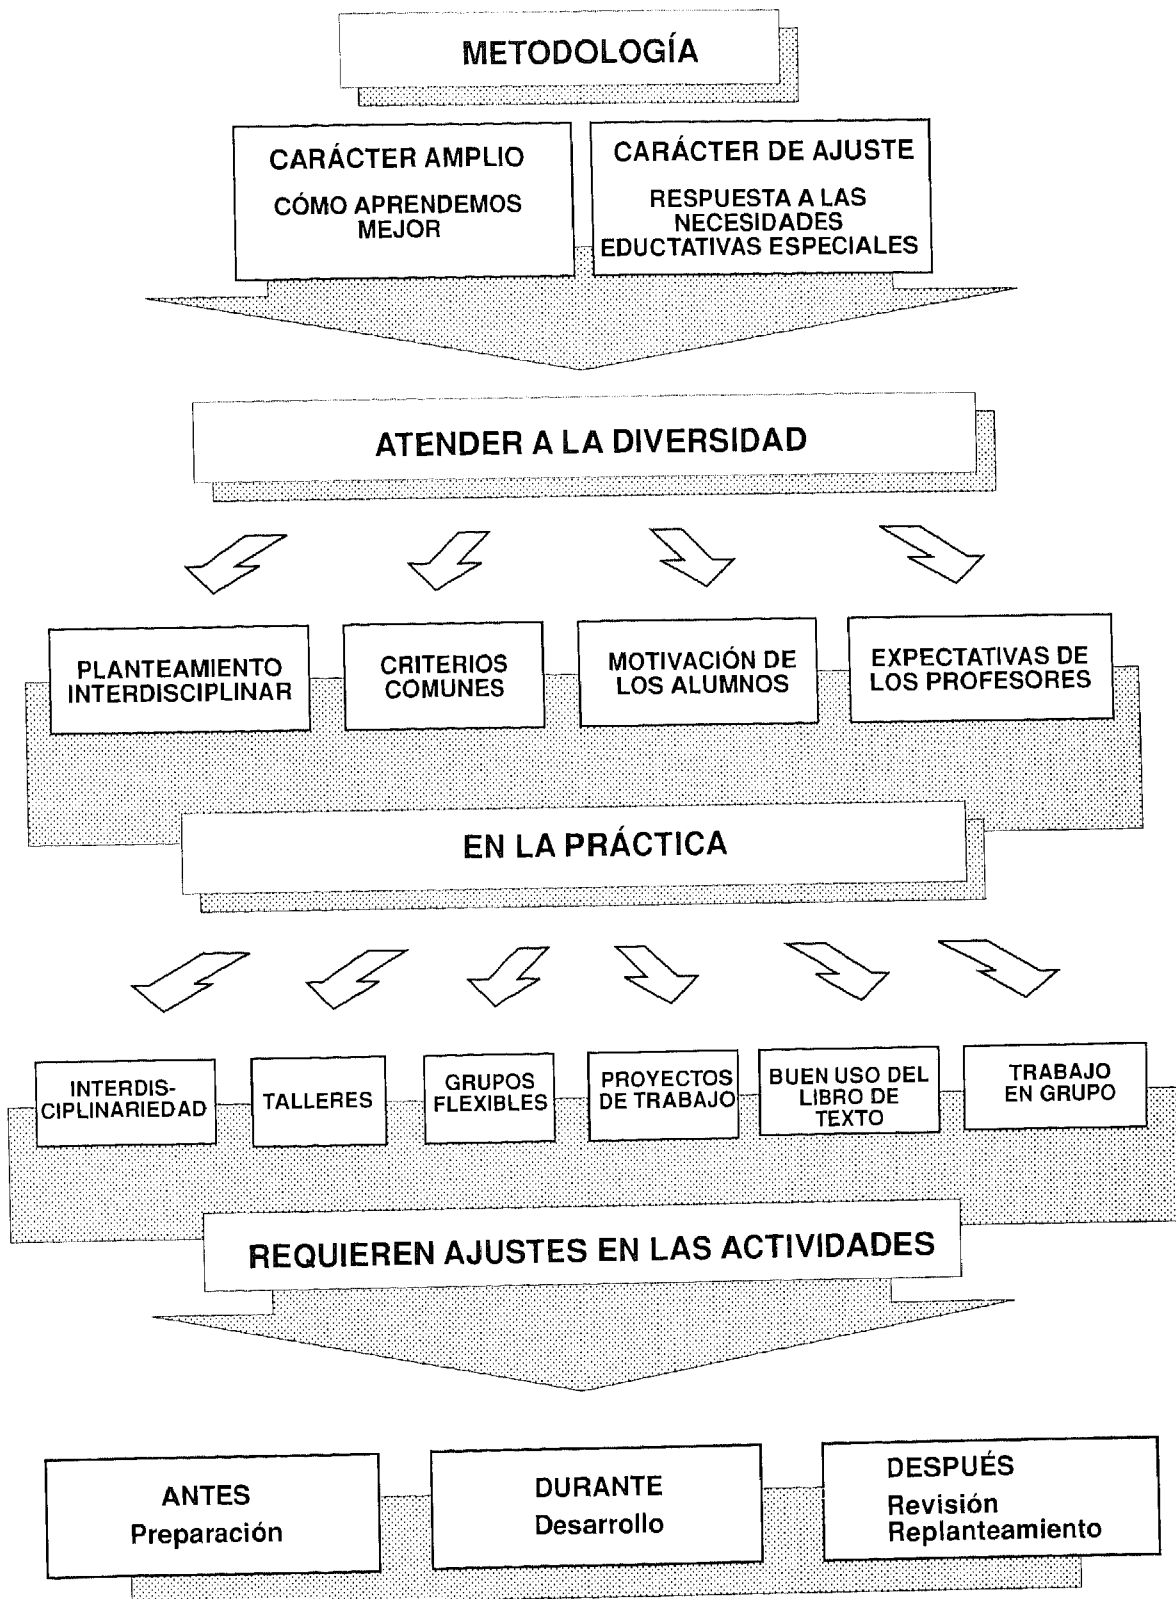 METODOLOGÍA
CARÁCTER AMPLIO
CÓMO APRENDEMOS
MEJOR
CARÁCTER DE AJUSTE
RESPUESTA A LAS
NECESIDADES
EDUCTATIVAS ESPECIALES
ATENDER A LA DIVERSIDAD
PLANTEAMIENTO
INTERDISCIPLINAR
CRITERIOS
COMUNES
MOTIVACIÓN DE
LOS ALUMNOS
EXPECTATIVAS DE
LOS PROFESORES
EN LA PRÁCTICA
INTERDIS-
CIPLINARIEDAD
TALLERES
GRUPOS
FLEXIBLES
PROYECTOS
DE TRABAJO
BUEN USO DEL
LIBRO DE
TEXTO
TRABAJO
EN GRUPO
REQUIEREN AJUSTES EN LAS ACTIVIDADES
ANTES
Preparación
DURANTE
Desarrollo
DESPUÉS
Revisión
Replanteamiento